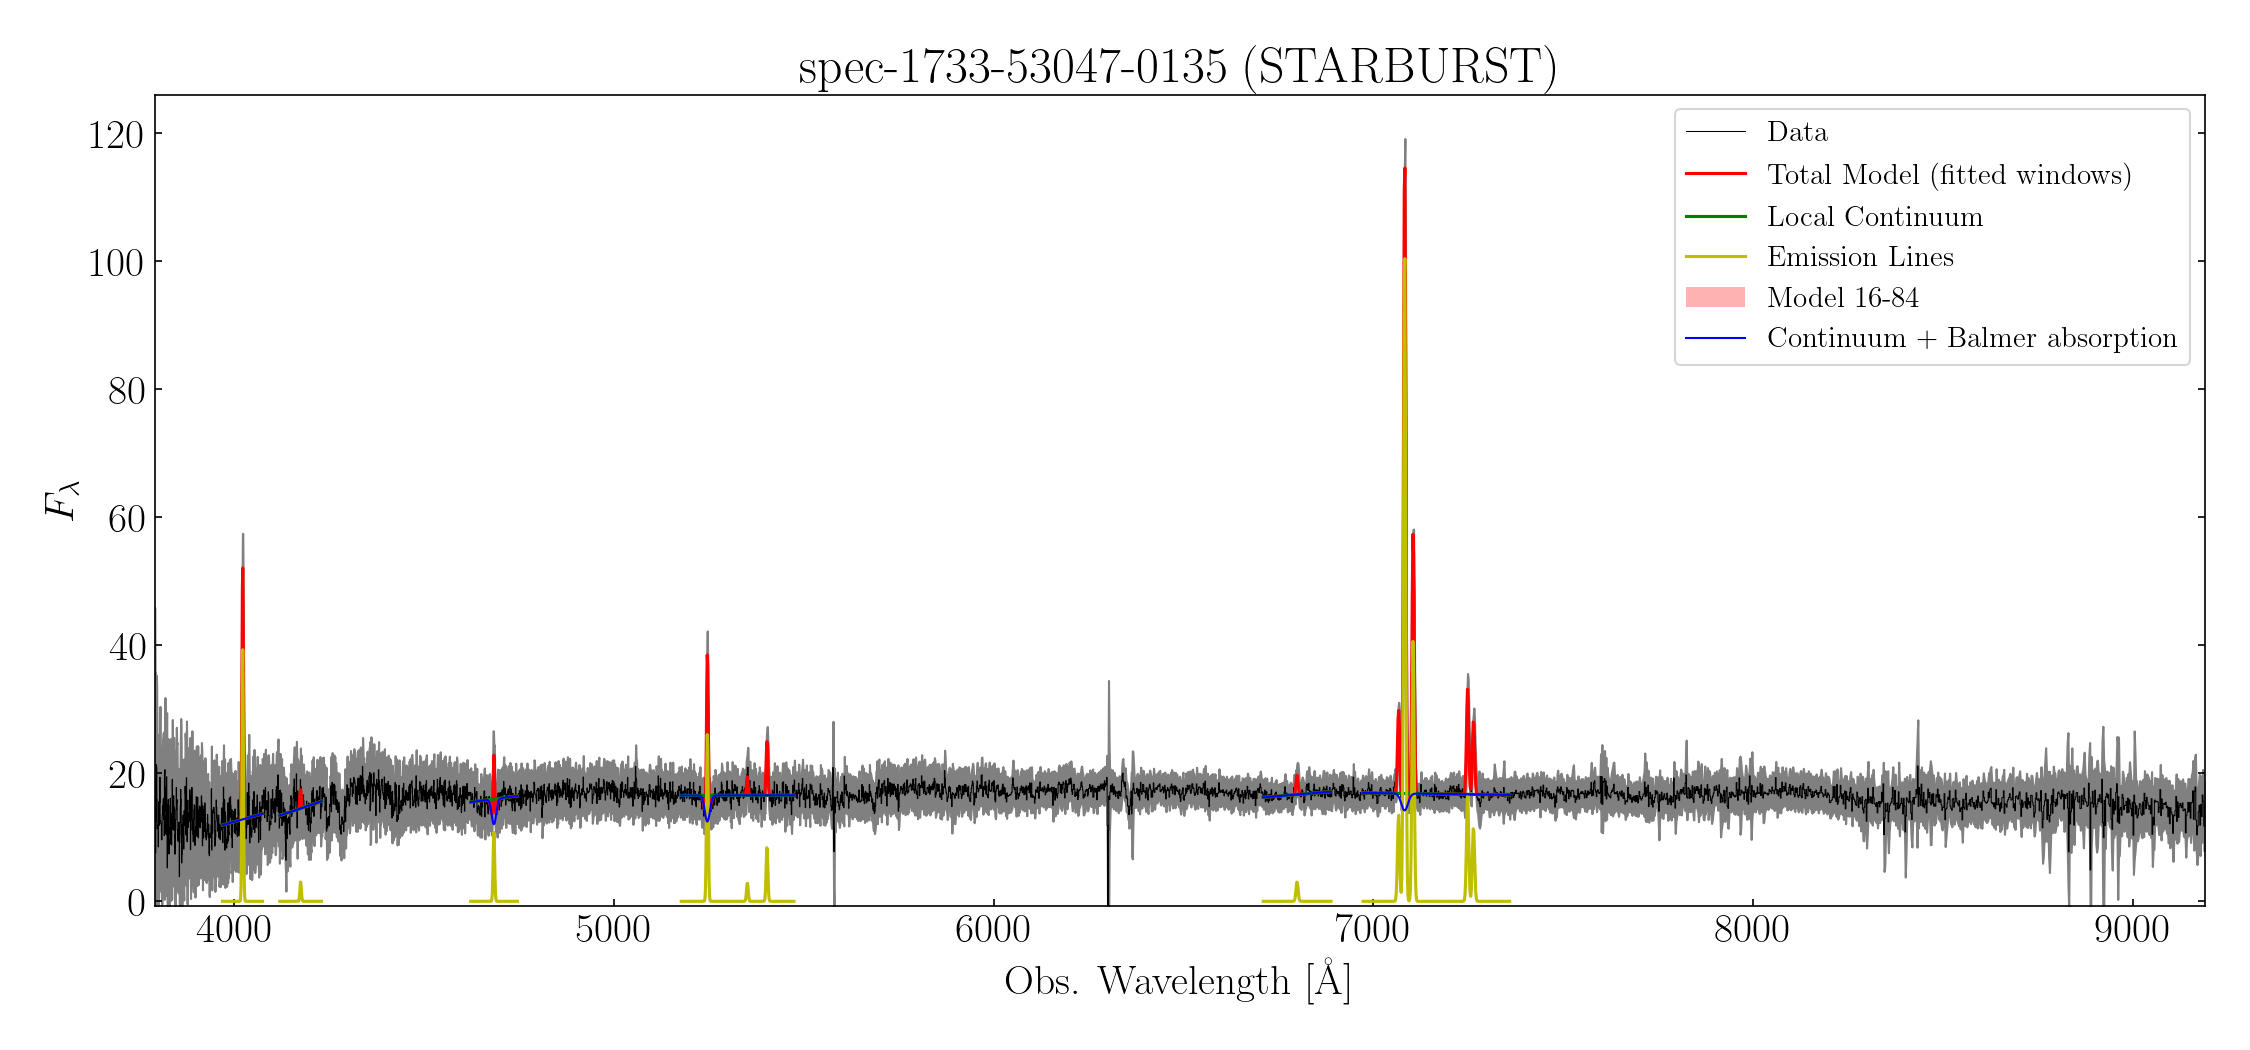 spec-1733-53047-0135 (STARBURST)
Data
Total Model (fitted windows)
Local Continuum
Emission Lines
Model 16-84
Continuum + Balmer absorption
120
100
80
60
40
20
0
F_λ
4000 5000 6000 7000 8000 9000
Obs. Wavelength [Å]